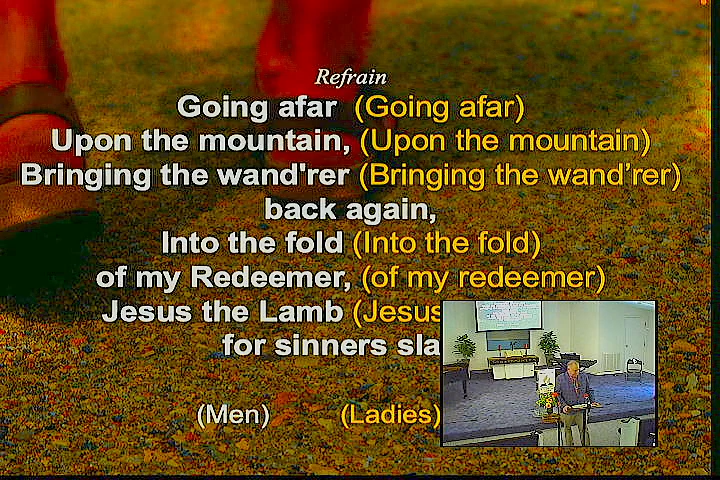 Refrain
Going afar (Going afar)
Upon the mountain, (Upon the mountain)
Bringing the wand'rer (Bringing the wand’rer)
back again,
Into the fold (Into the fold)
of my Redeemer, (of my redeemer)
Jesus the Lamb (Jesus
for sinners sla
(Men) (Ladies)